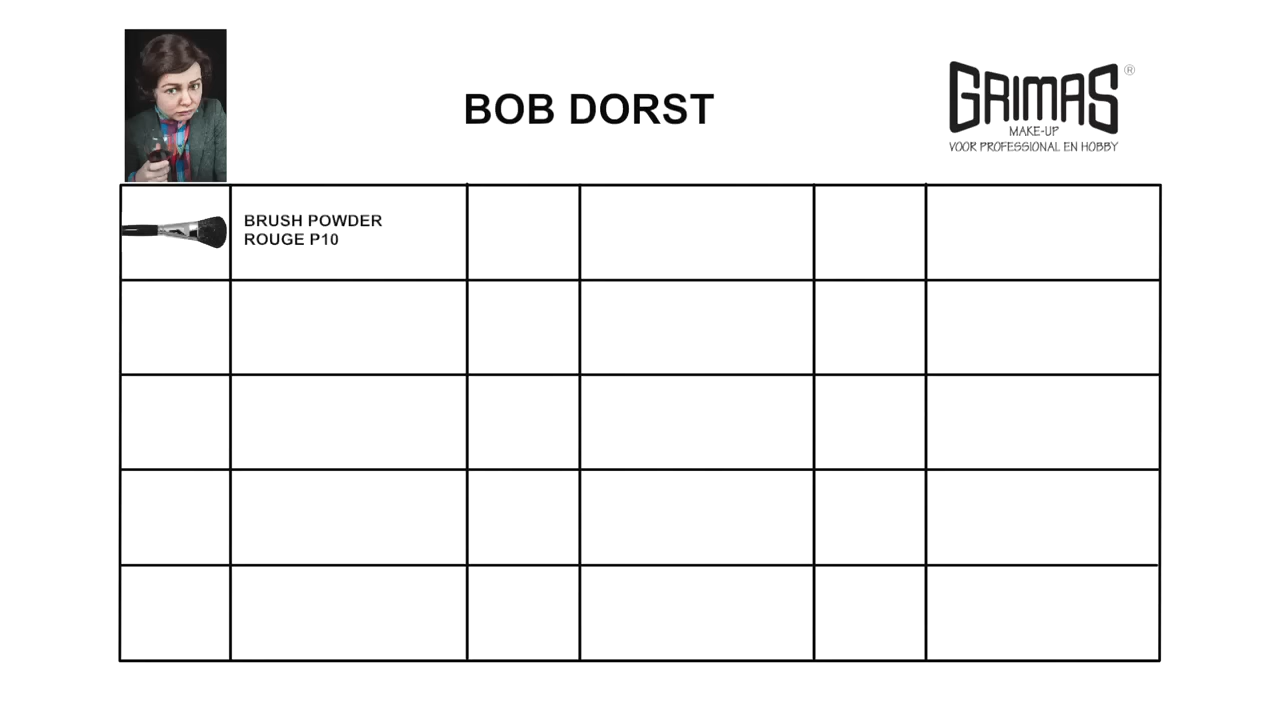 BOB DORST
GRIMAS ®
MAKE-UP
VOOR PROFESSIONAL EN HOBBY
BRUSH POWDER
ROUGE P10